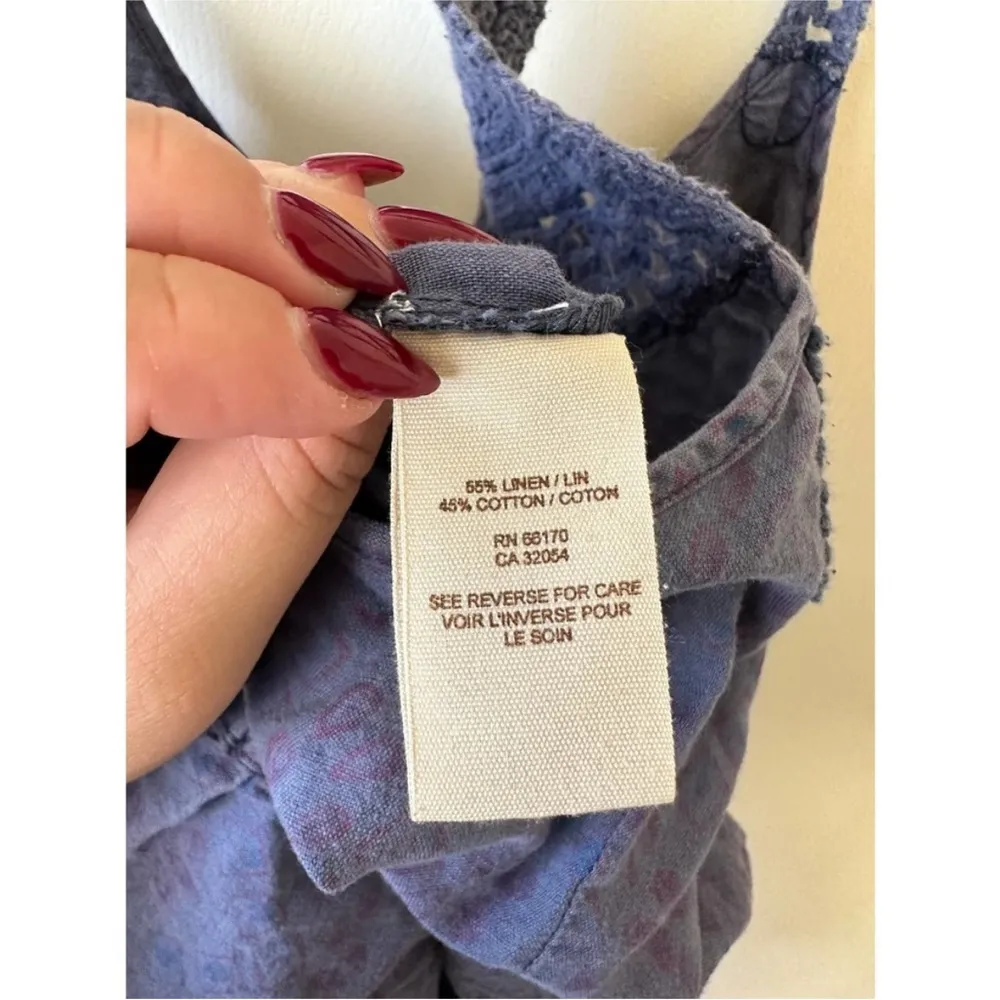 55% LINEN / LIN
45% COTTON / COTON
RN 66170
CA 32054
SEE REVERSE FOR CARE
VOIR L'INVERSE POUR
LE SOIN